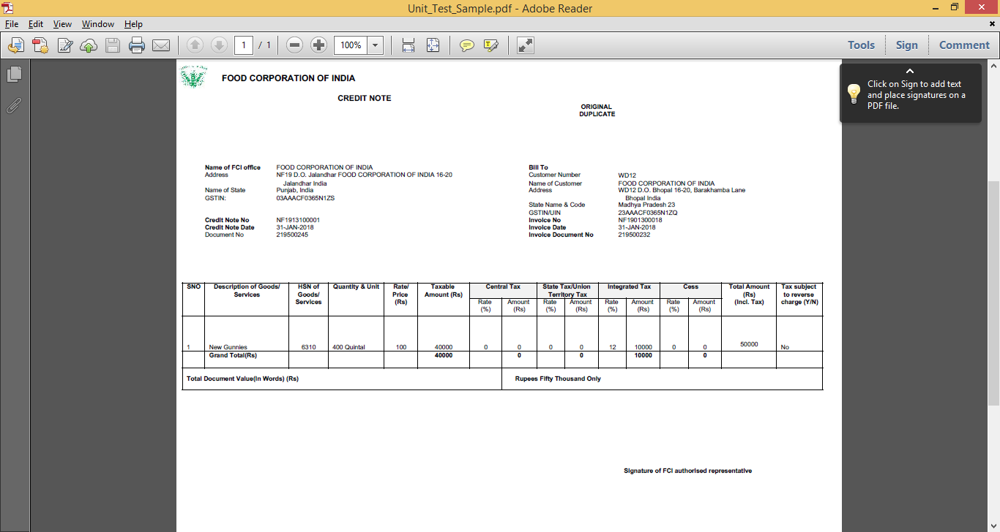 Unit_Test_Sample.pdf - Adobe Reader
File Edit View Window Help
1 / 1 100% Tools Sign Comment
Click on Sign to add text
and place signatures on a
PDF file.
FOOD CORPORATION OF INDIA
CREDIT NOTE
ORIGINAL
DUPLICATE
Name of FCI office FOOD CORPORATION OF INDIA
Address NF19 D.O. Jalandhar FOOD CORPORATION OF INDIA 16-20
Jalandhar India
Name of State Punjab, India
GSTIN: 03AAACF0365N1ZS
Credit Note No NF1913100001
Credit Note Date 31-JAN-2018
Document No 219500245
Bill To
Customer Number WD12
Name of Customer FOOD CORPORATION OF INDIA
Address WD12 D.O. Bhopal 16-20, Barakhamba Lane
Bhopal India
State Name & Code Madhya Pradesh 23
GSTIN/UIN 23AAACF0365N1ZQ
Invoice No NF1901300018
Invoice Date 31-JAN-2018
Invoice Document No 219500232
SNO Description of Goods/ HSN of Quantity & Unit Rate/ Taxable Central Tax State Tax/Union Integrated Tax Cess Total Amount Tax subject
Services Goods/ Price Amount (Rs) Territory Tax (Rs) to reverse
Services (Rs) Rate Amount Rate Amount Rate Amount Rate Amount (Incl. Tax) charge (Y/N)
(%) (Rs) (%) (Rs) (%) (Rs) (%) (Rs)
1 New Gunnies 6310 400 Quintal 100 40000 0 0 0 0 12 10000 0 0 50000 No
Grand Total(Rs) 40000 0 0 10000 0
Total Document Value(In Words) (Rs) Rupees Fifty Thousand Only
Signature of FCI authorised representative